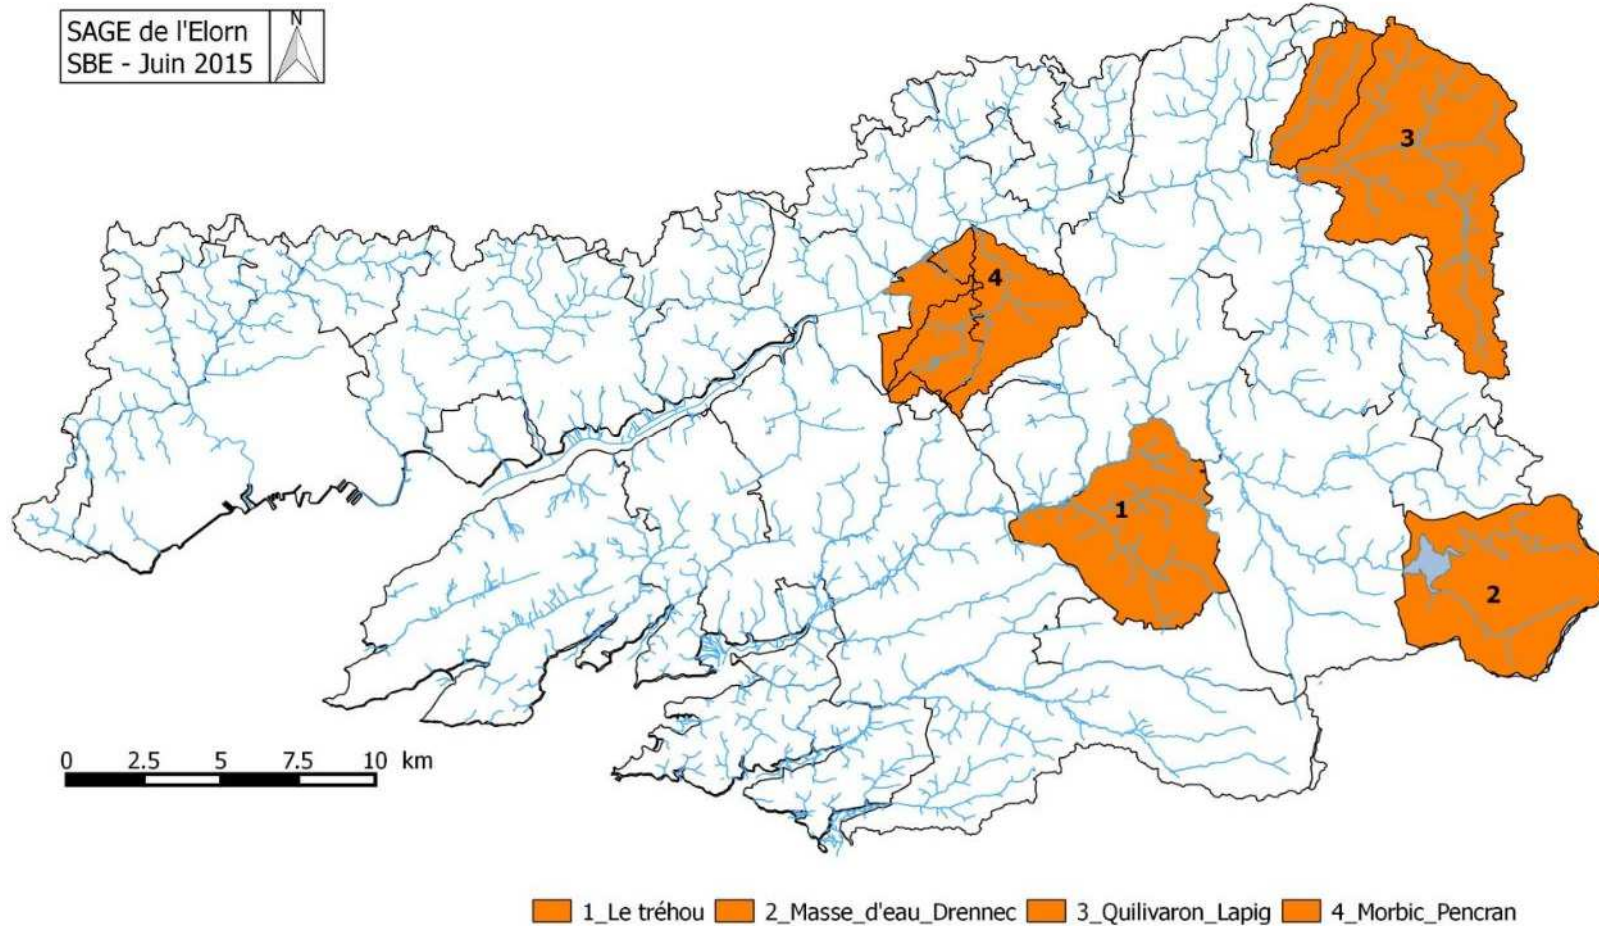 SAGE de l'Elorn
SBE - Juin 2015
N
3
4
1
2
0 2.5 5 7.5 10 km
1_Le tréhou 2_Masse_d'eau_Drennec 3_Quilivaron_Lapig 4_Morbic_Pencran